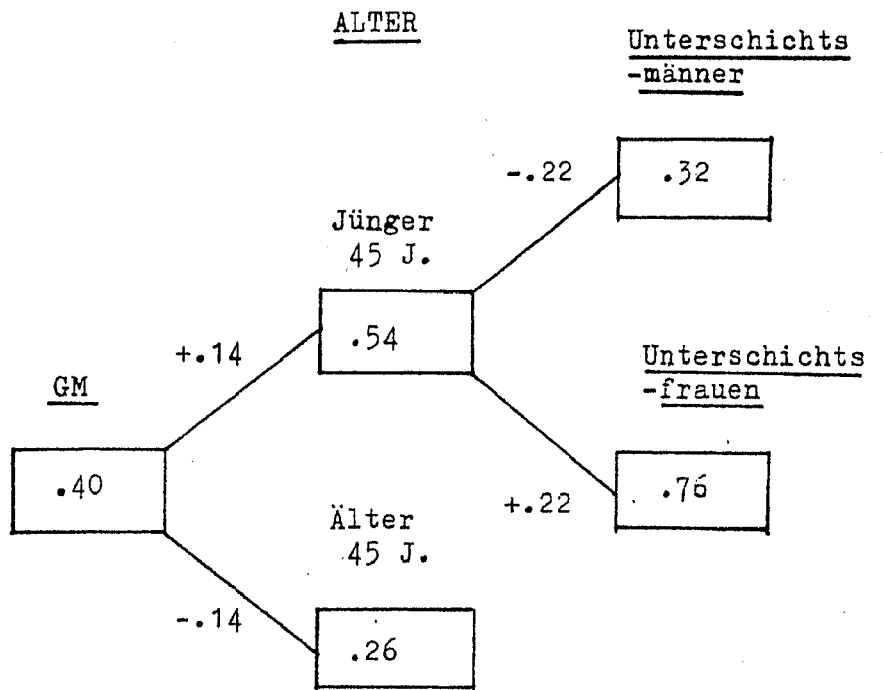 ALTER
Unterschichts
-männer
-.22
.32
Jünger
45 J.
+.14
.54
Unterschichts
-frauen
GM
.40
+.22
.76
Älter
45 J.
-.14
.26